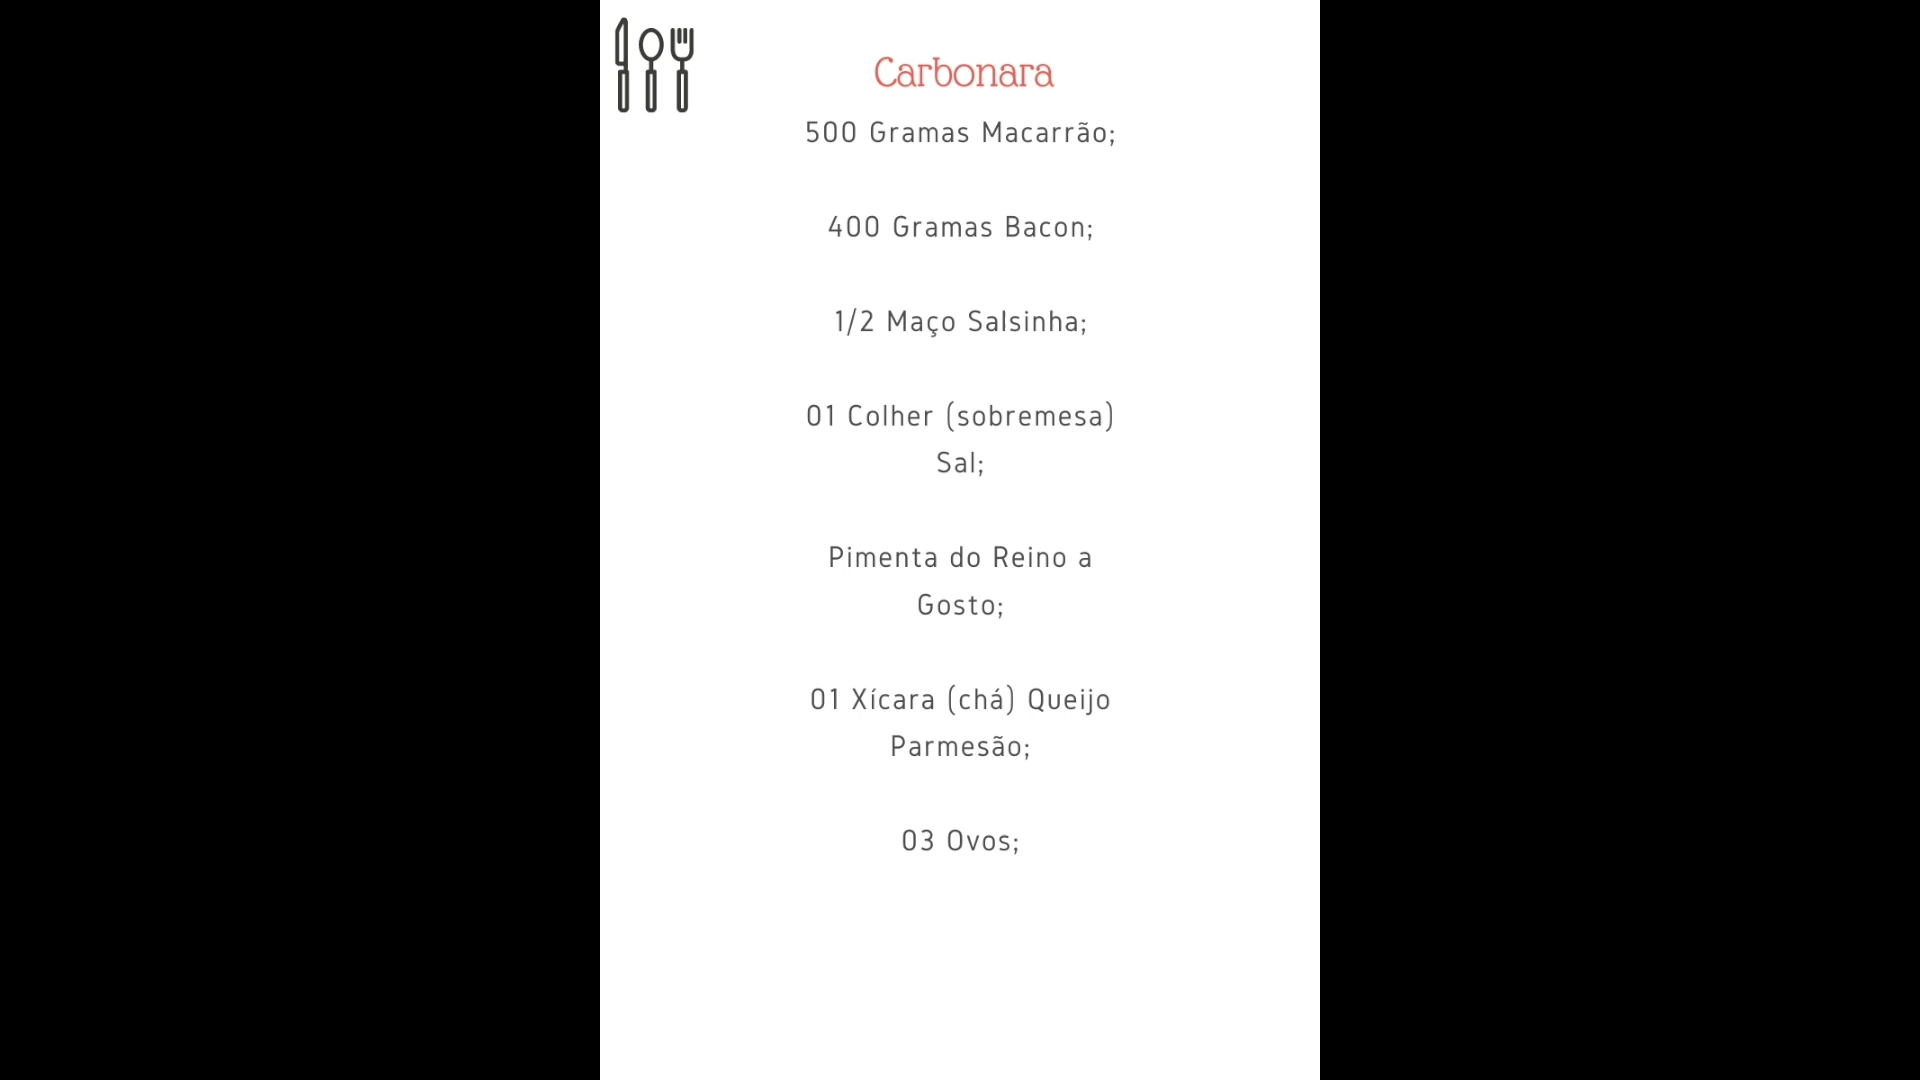 Carbonara
500 Gramas Macarrão;
400 Gramas Bacon;
1/2 Maço Salsinha;
01 Colher (sobremesa)
Sal;
Pimenta do Reino a
Gosto;
01 Xícara (chá) Queijo
Parmesão;
03 Ovos;